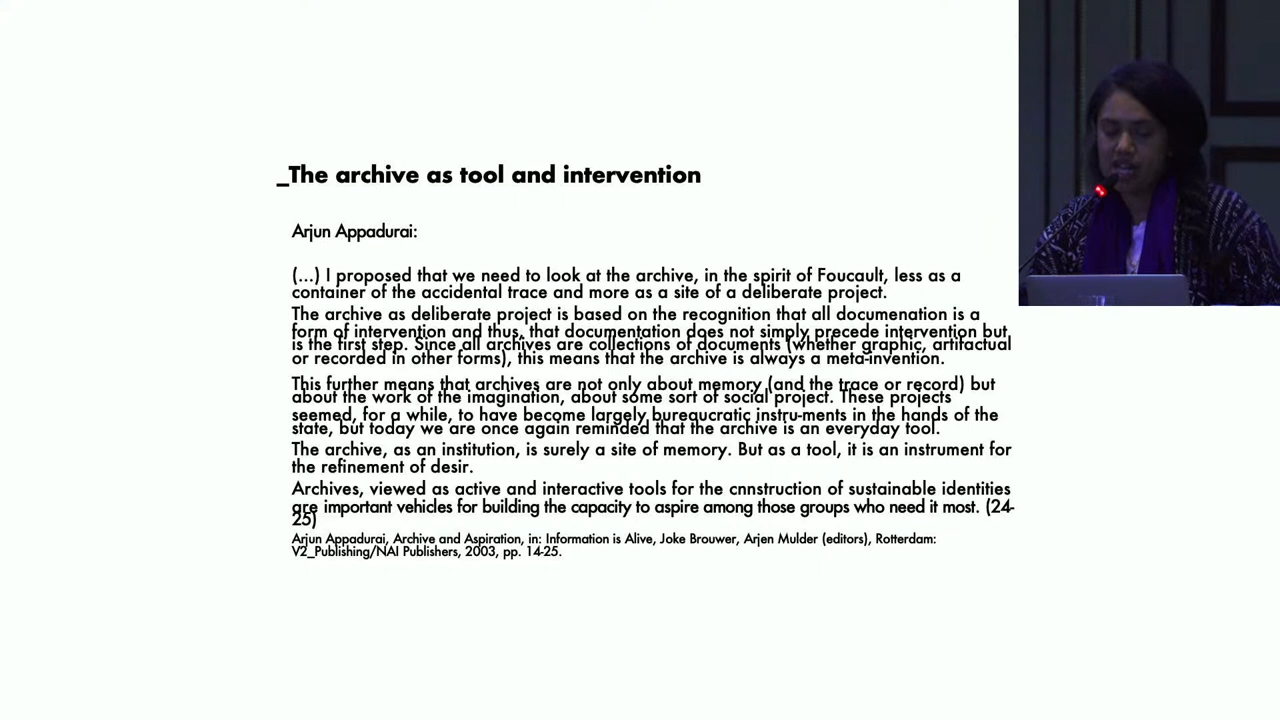 _The archive as tool and intervention
Arjun Appadurai:
(...) I proposed that we need to look at the archive, in the spirit of Foucault, less as a
container of the accidental trace and more as a site of a deliberate project.
The archive as deliberate project is based on the recognition that all documenation is a
form of intervention and thus, that documentation does not simply precede intervention but
is the first step. Since all archives are collections of documents (whether graphic, artifactual
or recorded in other forms), this means that the archive is always a meta-invention.
This further means that archives are not only about memory (and the trace or record) but
about the work of the imagination, about some sort of social project. These projects
seemed, for a while, to have become largely bureaucratic instru-ments in the hands of the
state, but today we are once again reminded that the archive is an everyday tool.
The archive, as an institution, is surely a site of memory. But as a tool, it is an instrument for
the refinement of desir.
Archives, viewed as active and interactive tools for the cnnstruction of sustainable identities
are important vehicles for building the capacity to aspire among those groups who need it most. (24-
25)
Arjun Appadurai, Archive and Aspiration, in: Information is Alive, Joke Brouwer, Arjen Mulder (editors), Rotterdam:
V2_Publishing/NAI Publishers, 2003, pp. 14-25.